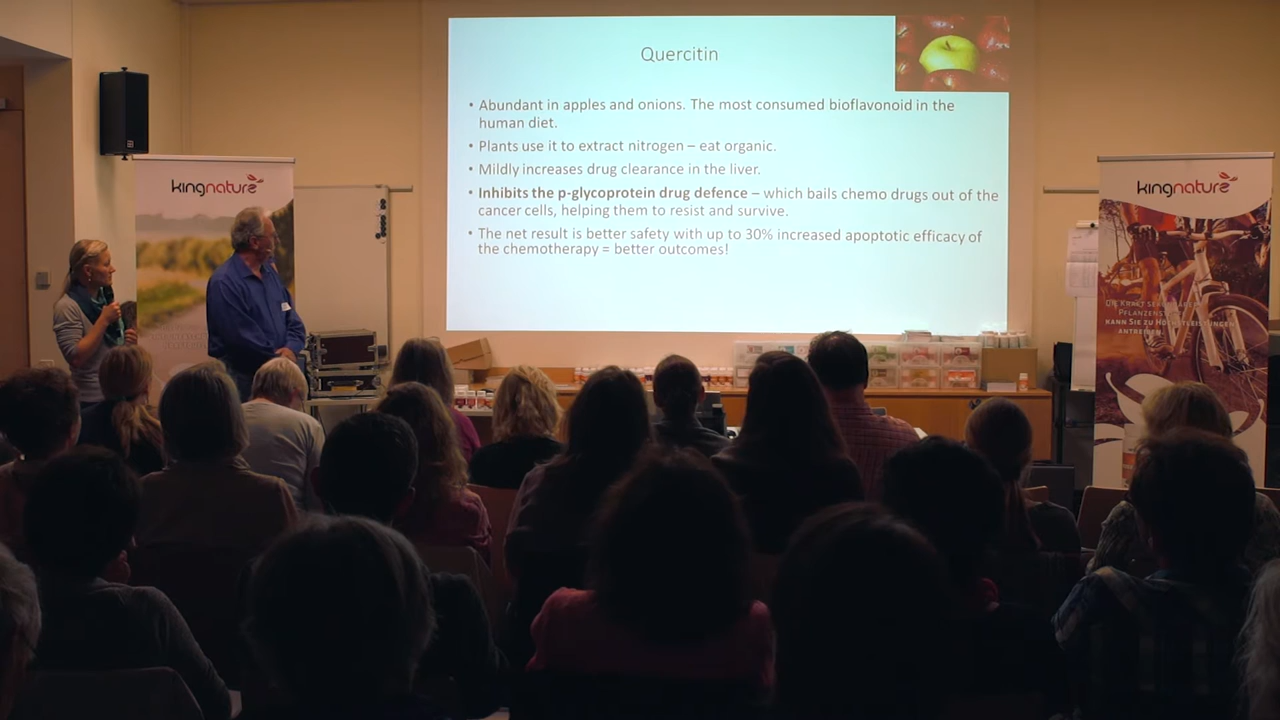 Quercitin
• Abundant in apples and onions. The most consumed bioflavonoid in the
human diet.
• Plants use it to extract nitrogen – eat organic.
• Mildly increases drug clearance in the liver.
• Inhibits the p-glycoprotein drug defence – which bails chemo drugs out of the
cancer cells, helping them to resist and survive.
• The net result is better safety with up to 30% increased apoptotic efficacy of
the chemotherapy = better outcomes!
kingnature
kingnature
Die Kraft
Pflanzenst
kann Sie zu Höchstleistungen
antreiben.